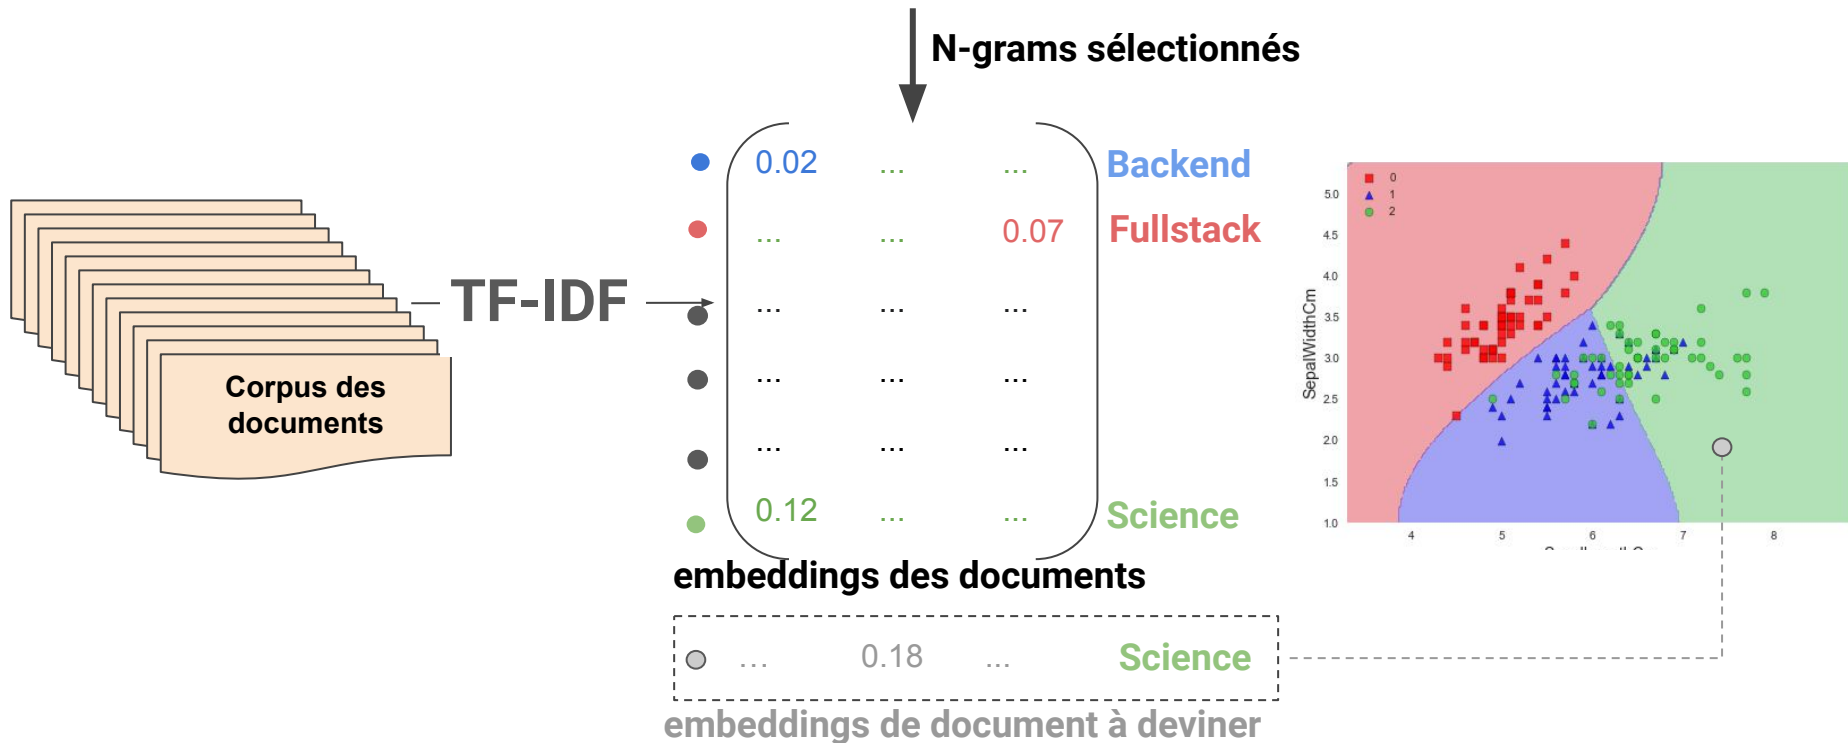 N-grams sélectionnés
0.02 ... ... Backend
... ... 0.07 Fullstack
... ... ...
... ... ...
... ... ...
0.12 ... ... Science
TF-IDF
Corpus des
documents
embeddings des documents
... 0.18 ... Science
embeddings de document à deviner
0
1
2
5.0
4.5
4.0
3.5
3.0
2.5
2.0
1.5
1.0
SepalWidthCm
4 5 6 7 8